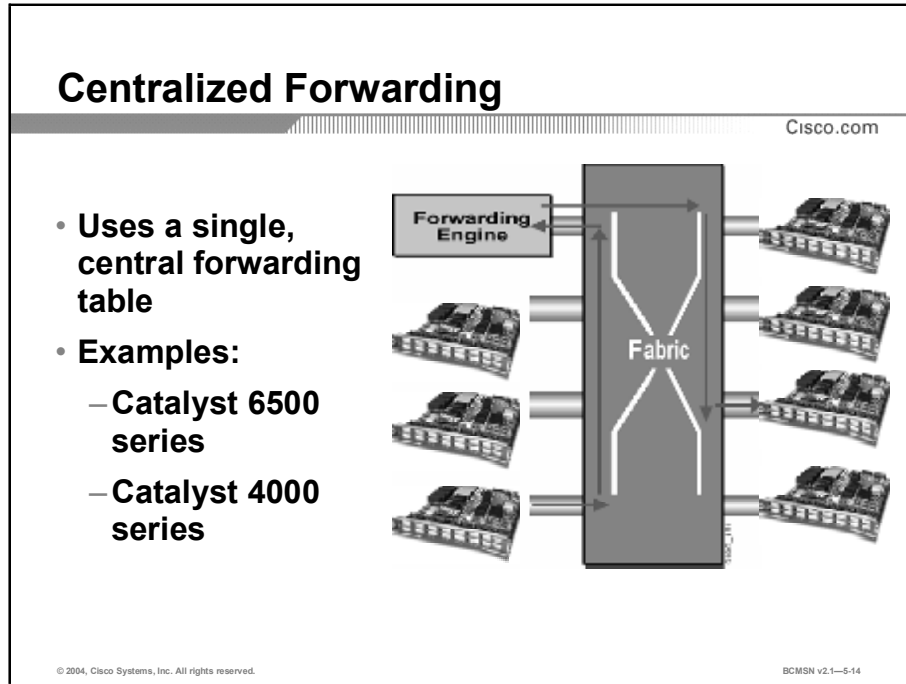 Centralized Forwarding
Cisco.com
• Uses a single,
central forwarding
table
• Examples:
–Catalyst 6500
series
–Catalyst 4000
series
Forwarding
Engine
Fabric
© 2004, Cisco Systems, Inc. All rights reserved.
BCMSN v2.1—5-14